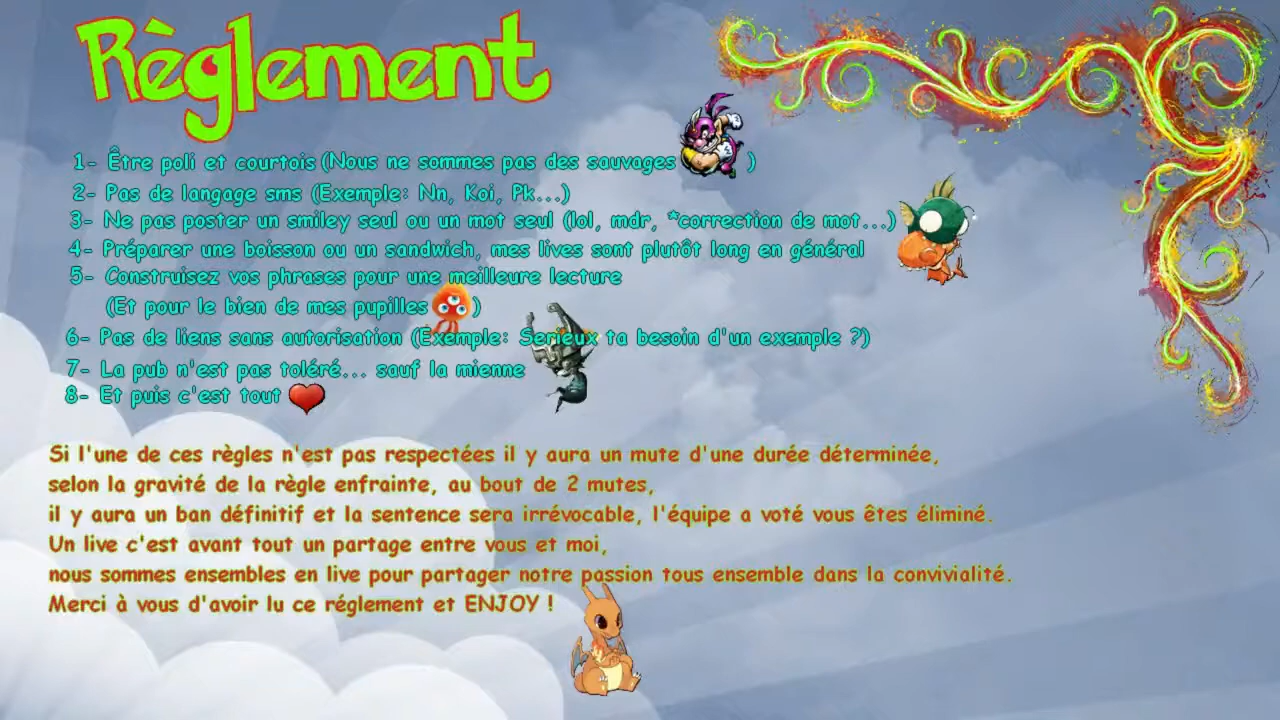 Règlement
1- Être poli et courtois (Nous ne sommes pas des sauvages )
2- Pas de langage sms (Exemple: Nn, Koi, Pk...)
3- Ne pas poster un smiley seul ou un mot seul (lol, mdr, *correction de mot...)
4- Préparer une boisson ou un sandwich, mes lives sont plutôt long en général
5- Construisez vos phrases pour une meilleure lecture
(Et pour le bien de mes pupilles )
6- Pas de liens sans autorisation (Exemple: Serieux ta besoin d'un exemple ?)
7- La pub n'est pas toléré... sauf la mienne
8- Et puis c'est tout
Si l'une de ces règles n'est pas respectées il y aura un mute d'une durée déterminée,
selon la gravité de la règle enfrainte, au bout de 2 mutes,
il y aura un ban définitif et la sentence sera irrévocable, l'équipe a voté vous êtes éliminé.
Un live c'est avant tout un partage entre vous et moi,
nous sommes ensembles en live pour partager notre passion tous ensemble dans la convivialité.
Merci à vous d'avoir lu ce réglement et ENJOY !